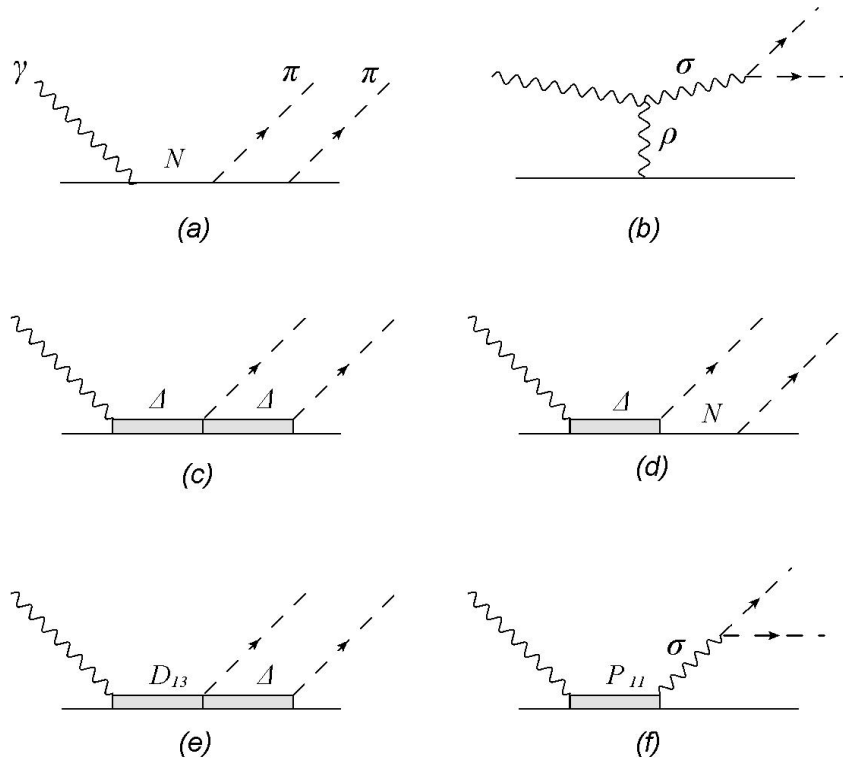 γ N π π
(a)
σ
ρ
(b)
Δ Δ
(c)
Δ N
(d)
D13 Δ
(e)
P11 σ
(f)